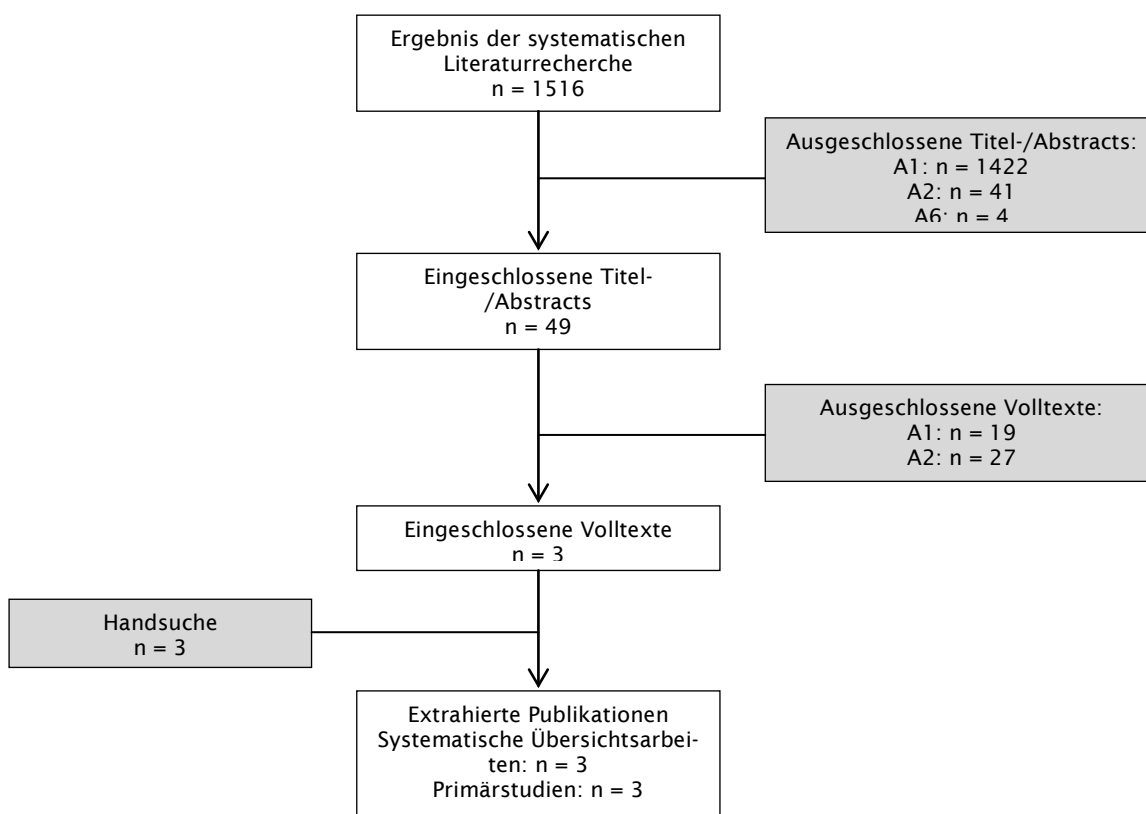 Ergebnis der systematischen
Literaturrecherche
n = 1516
Ausgeschlossene Titel-/Abstracts:
A1: n = 1422
A2: n = 41
A6: n = 4
Eingeschlossene Titel-
/Abstracts
n = 49
Ausgeschlossene Volltexte:
A1: n = 19
A2: n = 27
Eingeschlossene Volltexte
n = 3
Handsuche
n = 3
Extrahierte Publikationen
Systematische Übersichtsarbei-
ten: n = 3
Primärstudien: n = 3